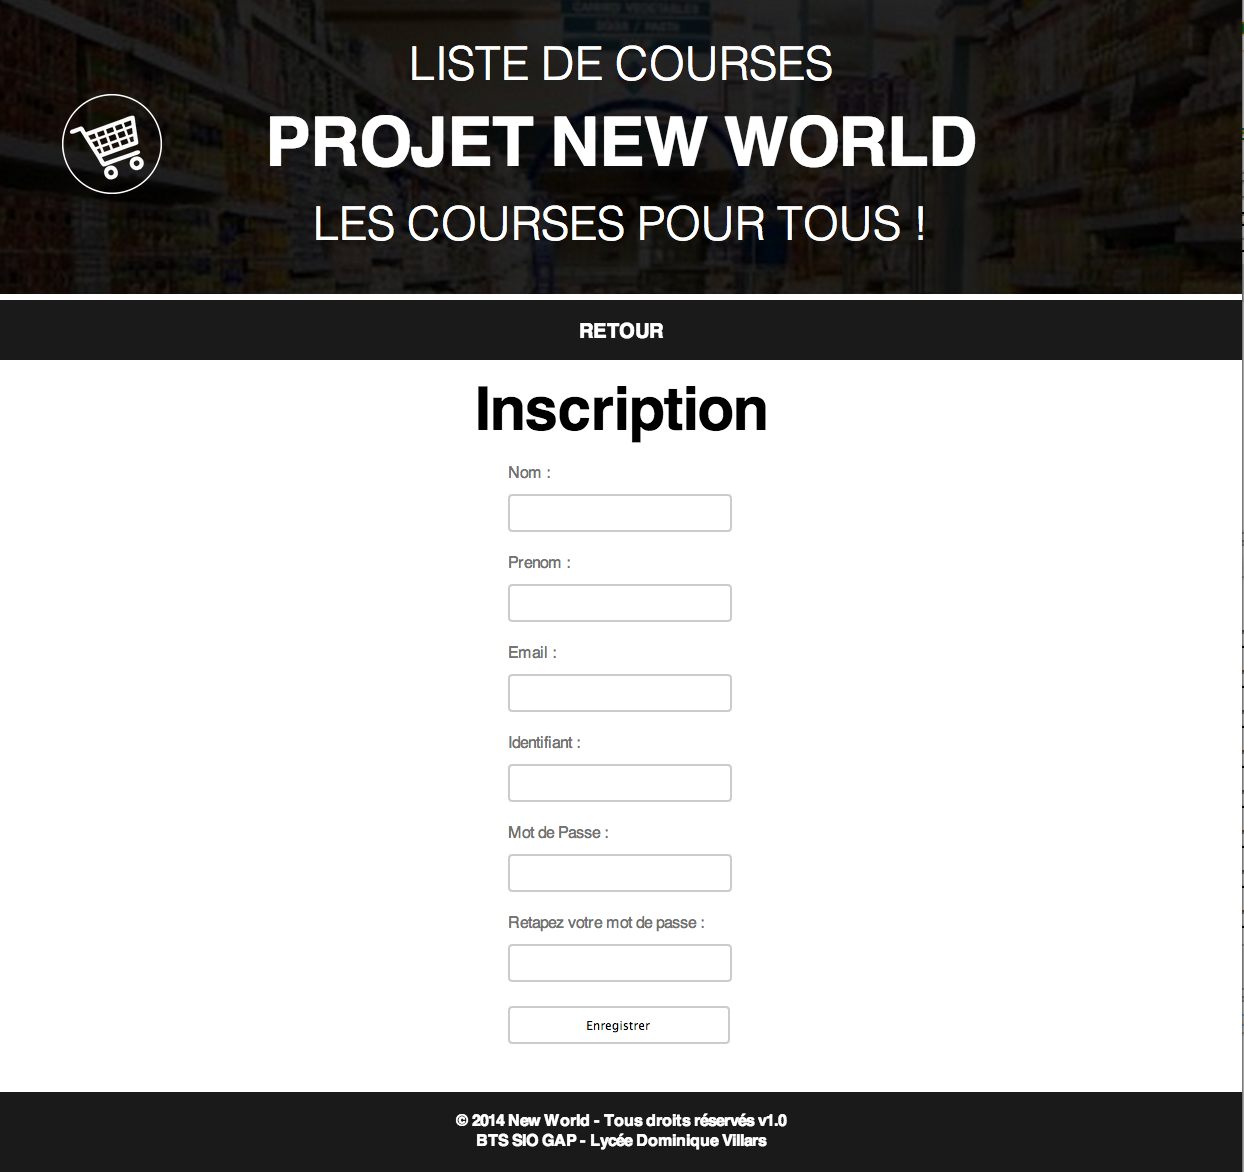 LISTE DE COURSES
PROJET NEW WORLD
LES COURSES POUR TOUS !
RETOUR
Inscription
Nom :
Prenom :
Email :
Identifiant :
Mot de Passe :
Retapez votre mot de passe :
Enregistrer
© 2014 New World - Tous droits réservés v1.0
BTS SIO GAP - Lycée Dominique Villars